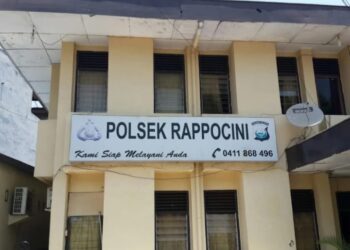 POLSEK RAPPOCINI
Kami Siap Melayani Anda
0411 868 496